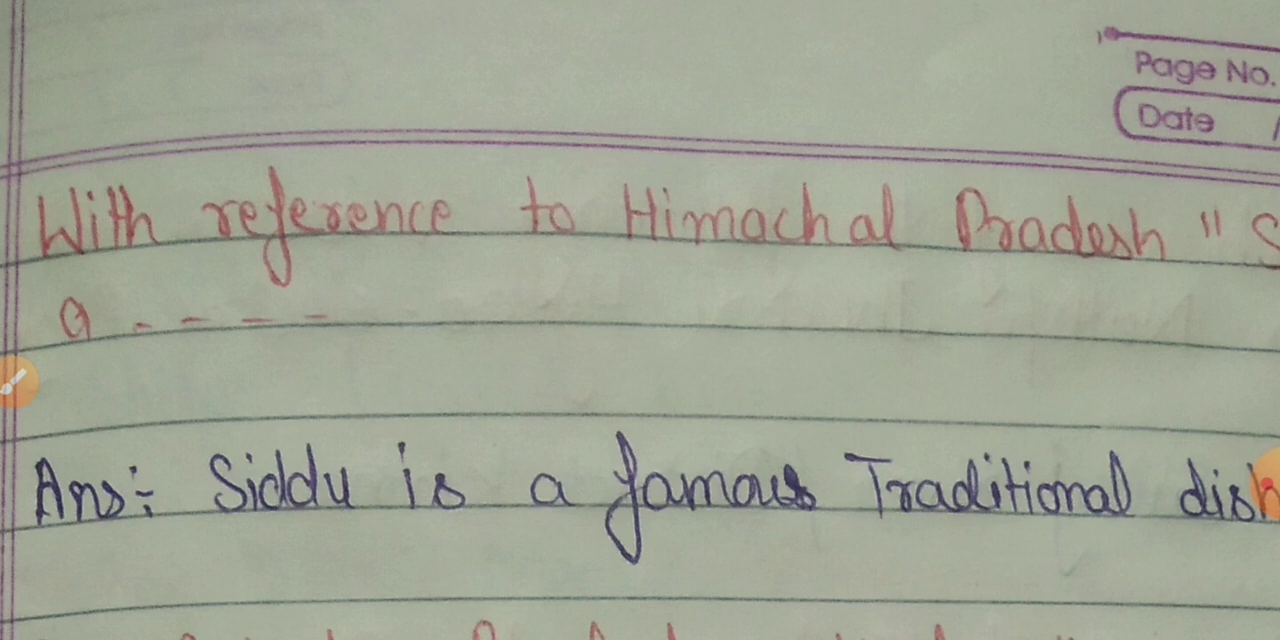 Page No.
Date
With reference to Himachal Pradesh "S
a - - - -
Ans:- Siddu is a famous Traditional dish